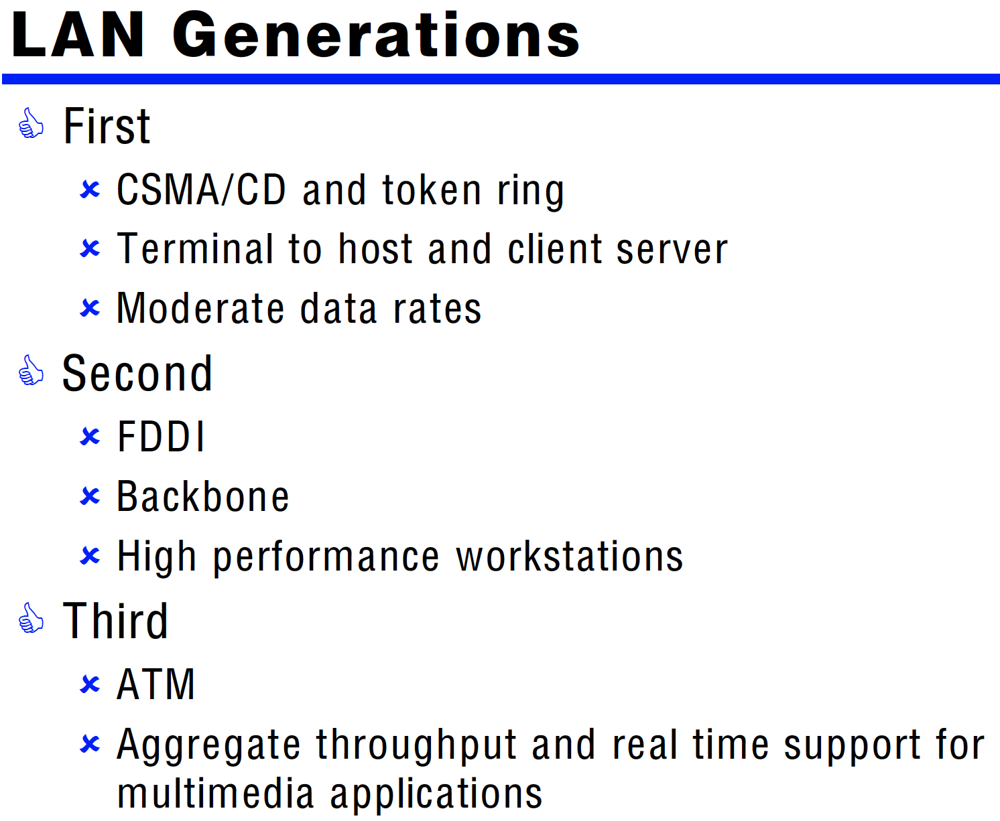 LAN Generations
First
CSMA/CD and token ring
Terminal to host and client server
Moderate data rates
Second
FDDI
Backbone
High performance workstations
Third
ATM
Aggregate throughput and real time support for
multimedia applications